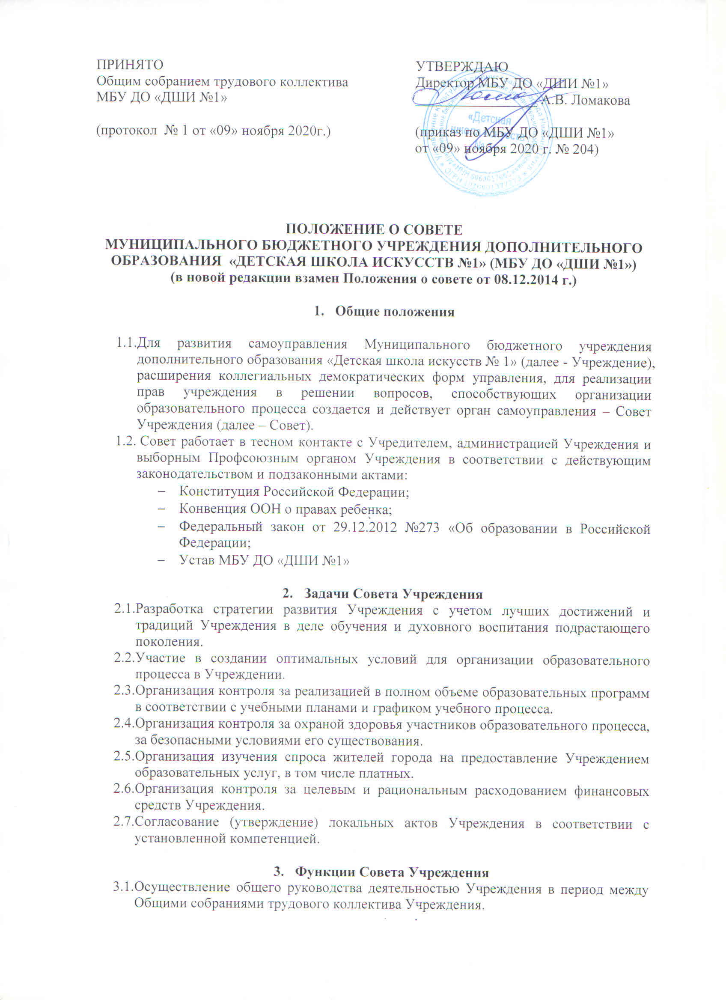 ПРИНЯТО
Общим собранием трудового коллектива
МБУ ДО «ДШИ №1»
(протокол № 1 от «09» ноября 2020г.)
УТВЕРЖДАЮ
Директор МБУ ДО «ДШИ №1»
А.В. Ломакова
(приказ по МБУ ДО «ДШИ №1»
от «09» ноября 2020 г. № 204)
«Детская
ПОЛОЖЕНИЕ О СОВЕТЕ
МУНИЦИПАЛЬНОГО БЮДЖЕТНОГО УЧРЕЖДЕНИЯ ДОПОЛНИТЕЛЬНОГО
ОБРАЗОВАНИЯ «ДЕТСКАЯ ШКОЛА ИСКУССТВ №1» (МБУ ДО «ДШИ №1»)
(в новой редакции взамен Положения о совете от 08.12.2014 г.)
1. Общие положения
1.1.Для развития самоуправления Муниципального бюджетного учреждения
дополнительного образования «Детская школа искусств № 1» (далее - Учреждение),
расширения коллегиальных демократических форм управления, для реализации
прав учреждения в решении вопросов, способствующих организации
образовательного процесса создается и действует орган самоуправления – Совет
Учреждения (далее – Совет).
1.2. Совет работает в тесном контакте с Учредителем, администрацией Учреждения и
выборным Профсоюзным органом Учреждения в соответствии с действующим
законодательством и подзаконными актами:
– Конституция Российской Федерации;
– Конвенция ООН о правах ребенка;
– Федеральный закон от 29.12.2012 №273 «Об образовании в Российской
Федерации;
– Устав МБУ ДО «ДШИ №1»
2. Задачи Совета Учреждения
2.1.Разработка стратегии развития Учреждения с учетом лучших достижений и
традиций Учреждения в деле обучения и духовного воспитания подрастающего
поколения.
2.2.Участие в создании оптимальных условий для организации образовательного
процесса в Учреждении.
2.3.Организация контроля за реализацией в полном объеме образовательных программ
в соответствии с учебными планами и графиком учебного процесса.
2.4.Организация контроля за охраной здоровья участников образовательного процесса,
за безопасными условиями его существования.
2.5.Организация изучения спроса жителей города на предоставление Учреждением
образовательных услуг, в том числе платных.
2.6.Организация контроля за целевым и рациональным расходованием финансовых
средств Учреждения.
2.7.Согласование (утверждение) локальных актов Учреждения в соответствии с
установленной компетенцией.
3. Функции Совета Учреждения
3.1.Осуществление общего руководства деятельностью Учреждения в период между
Общими собраниями трудового коллектива Учреждения.